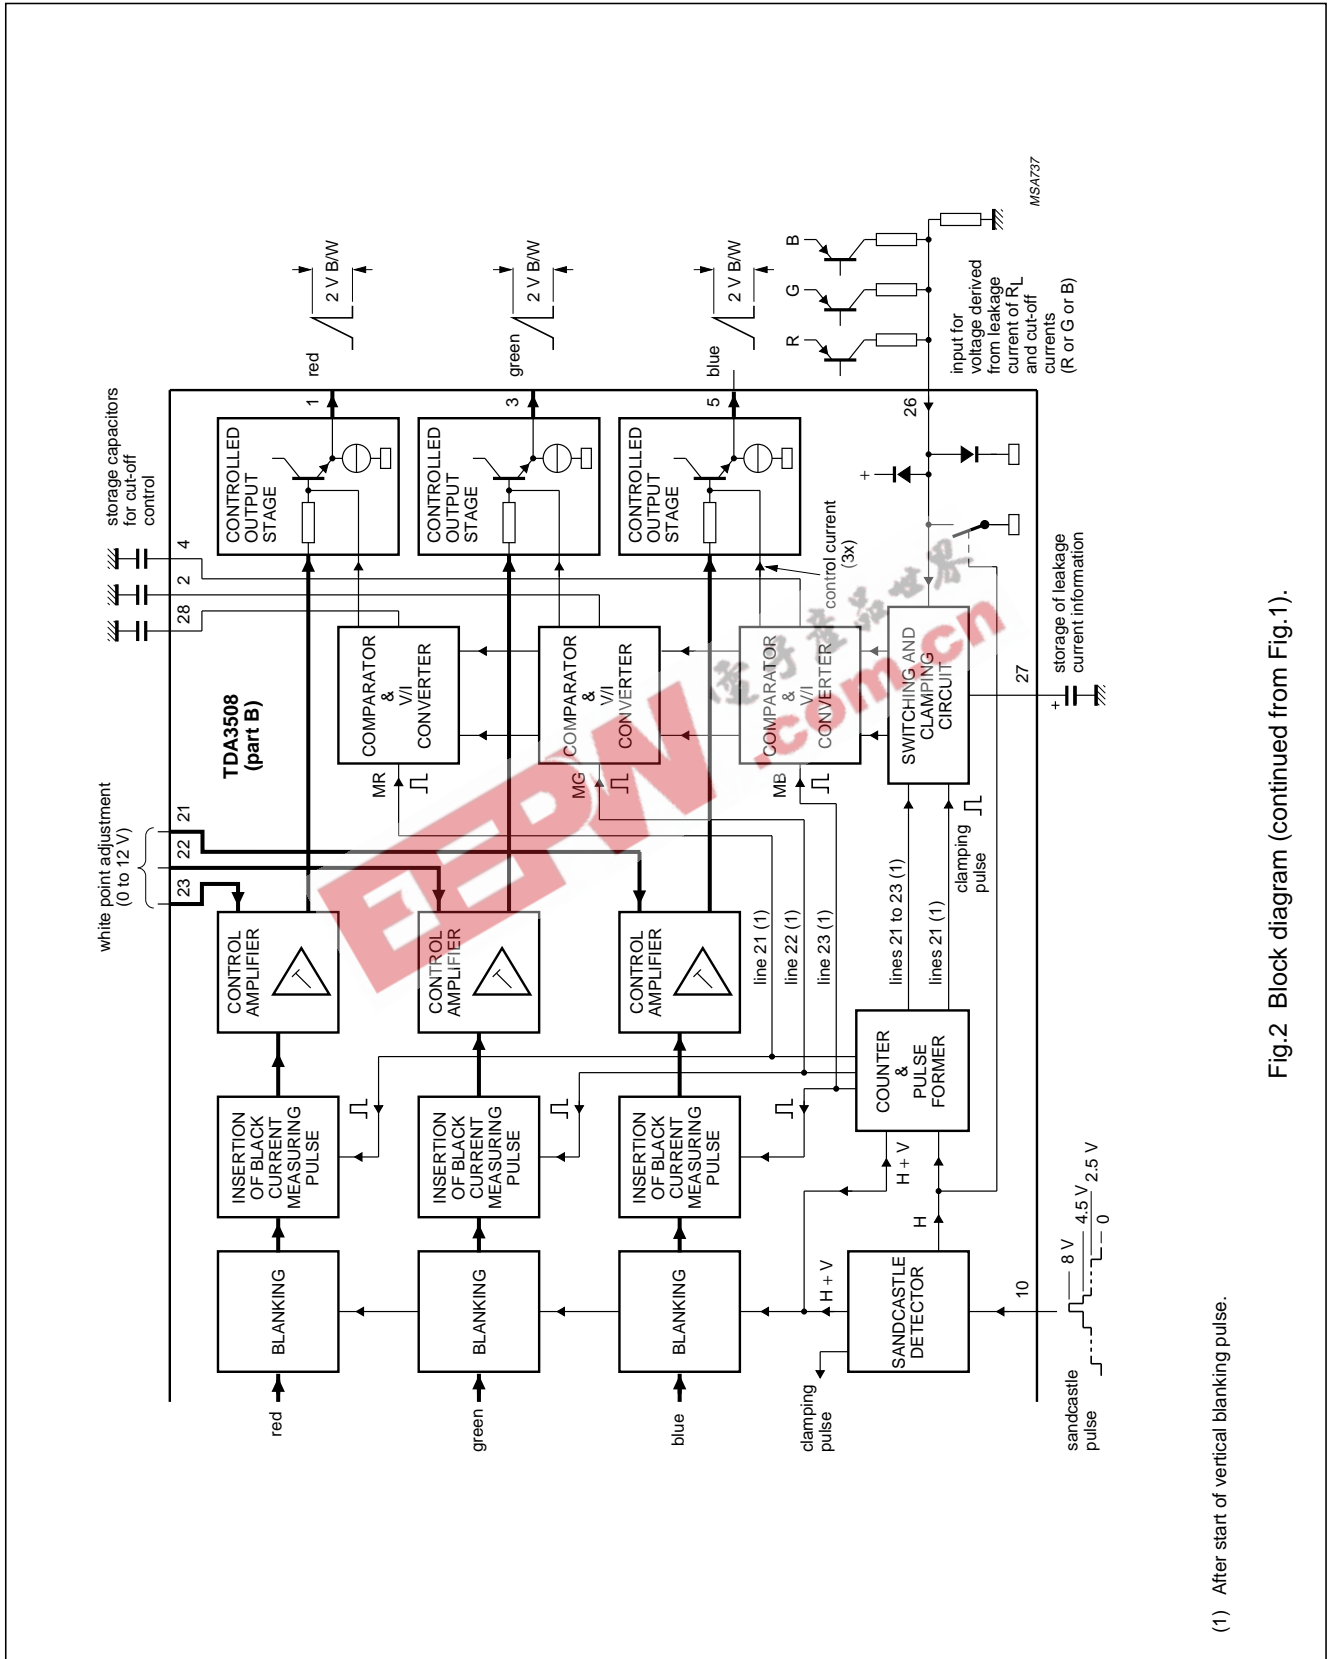 white point adjustment
(0 to 12 V)
23
22
21
TDA3508
(part B)
storage capacitors
for cut-off
control
28
2
4
red
BLANKING
INSERTION
OF BLACK
CURRENT
MEASURING
PULSE
CONTROL
AMPLIFIER
CONTROLLED
OUTPUT
STAGE
1
red
2 V B/W
MR
COMPARATOR
&
V/I
CONVERTER
green
BLANKING
INSERTION
OF BLACK
CURRENT
MEASURING
PULSE
CONTROL
AMPLIFIER
CONTROLLED
OUTPUT
STAGE
3
green
2 V B/W
MG
COMPARATOR
&
V/I
CONVERTER
blue
BLANKING
INSERTION
OF BLACK
CURRENT
MEASURING
PULSE
CONTROL
AMPLIFIER
CONTROLLED
OUTPUT
STAGE
5
blue
2 V B/W
line 21 (1)
line 22 (1)
line 23 (1)
MB
COMPARATOR
&
V/I
CONVERTER
control current
(3x)
R
G
B
clamping
pulse
H + V
H + V
H
SANDCASTLE
DETECTOR
COUNTER
&
PULSE
FORMER
lines 21 to 23 (1)
lines 21 (1)
clamping
pulse
SWITCHING AND
CLAMPING
CIRCUIT
+
26
input for
voltage derived
from leakage
current of RL
and cut-off
currents
(R or G or B)
MSA737
10
27
sandcastle
pulse
8 V
4.5 V
2.5 V
0
+
storage of leakage
current information
EEPW
.com.cn
電子產品世界
(1) After start of vertical blanking pulse.
Fig.2 Block diagram (continued from Fig.1).